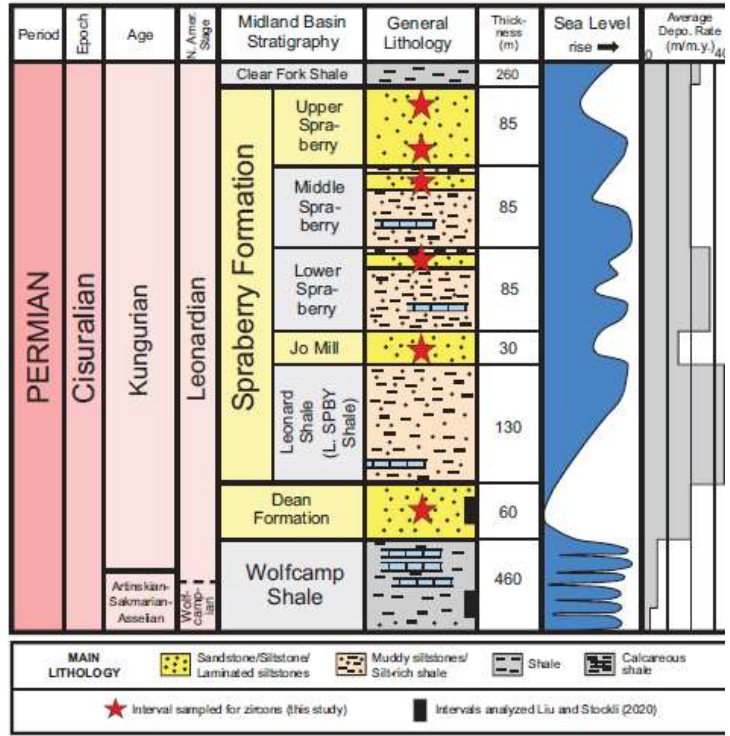 Period
Epoch
Age
N. Amer.
Stage
Midland Basin
Stratigraphy
General
Lithology
Thick-
ness
(m)
Sea Level
rise
Average
Depo. Rate
(m/m.y.)
0
40
PERMIAN
Cisuralian
Kungurian
Artinskian-
Sakmarian-
Asselian
Leonardian
Wolf-
camp-
ian
Clear Fork Shale
260
Spraberry Formation
Upper
Spra-
berry
85
Middle
Spra-
berry
85
Lower
Spra-
berry
85
Jo Mill
30
Leonard
Shale
(L. SPBY
Shale)
130
Dean
Formation
60
Wolfcamp
Shale
460
MAIN
LITHOLOGY
Sandstone/Siltstone/
Laminated siltstones
Muddy siltstones/
Silt-rich shale
Shale
Calcareous
shale
Interval sampled for zircons (this study)
Intervals analyzed Liu and Stockli (2020)